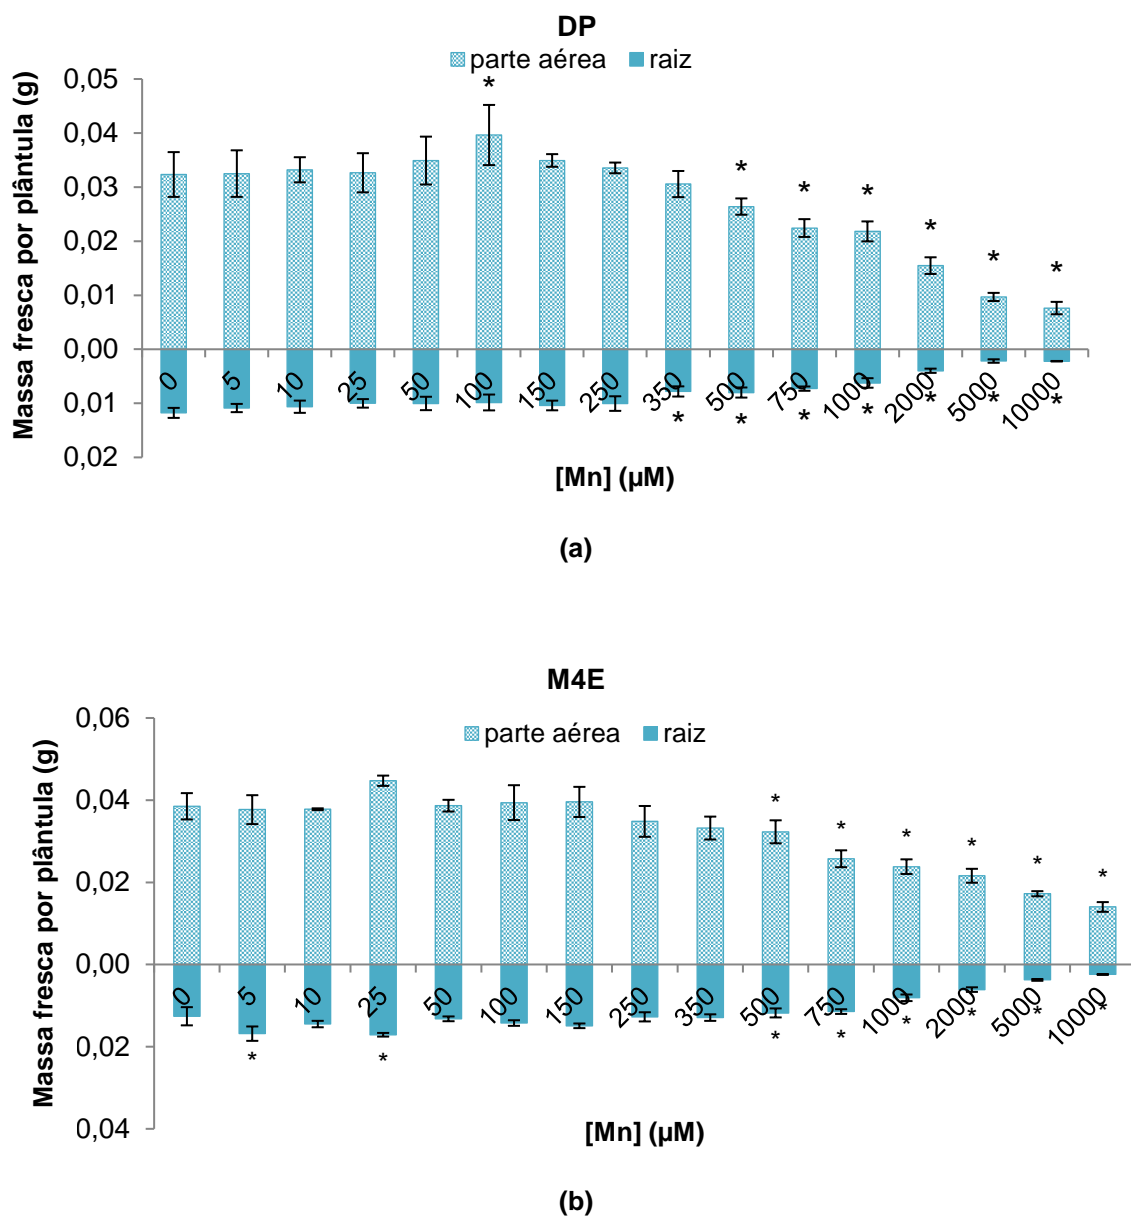 DP
parte aérea raiz
Massa fresca por plântula (g)
0,05
0,04
0,03
0,02
0,01
0,00
0,01
0,02
* * * * * * *
0 5 10 25 50 100 150 250 350 500 750 1000 2000 5000 10000
* * * * * * *
[Mn] (µM)
(a)
M4E
parte aérea raiz
Massa fresca por plântula (g)
0,06
0,04
0,02
0,00
0,02
0,04
* * * * * *
0 5 10 25 50 100 150 250 350 500 750 1000 2000 5000 10000
* * * * * * * *
[Mn] (µM)
(b)